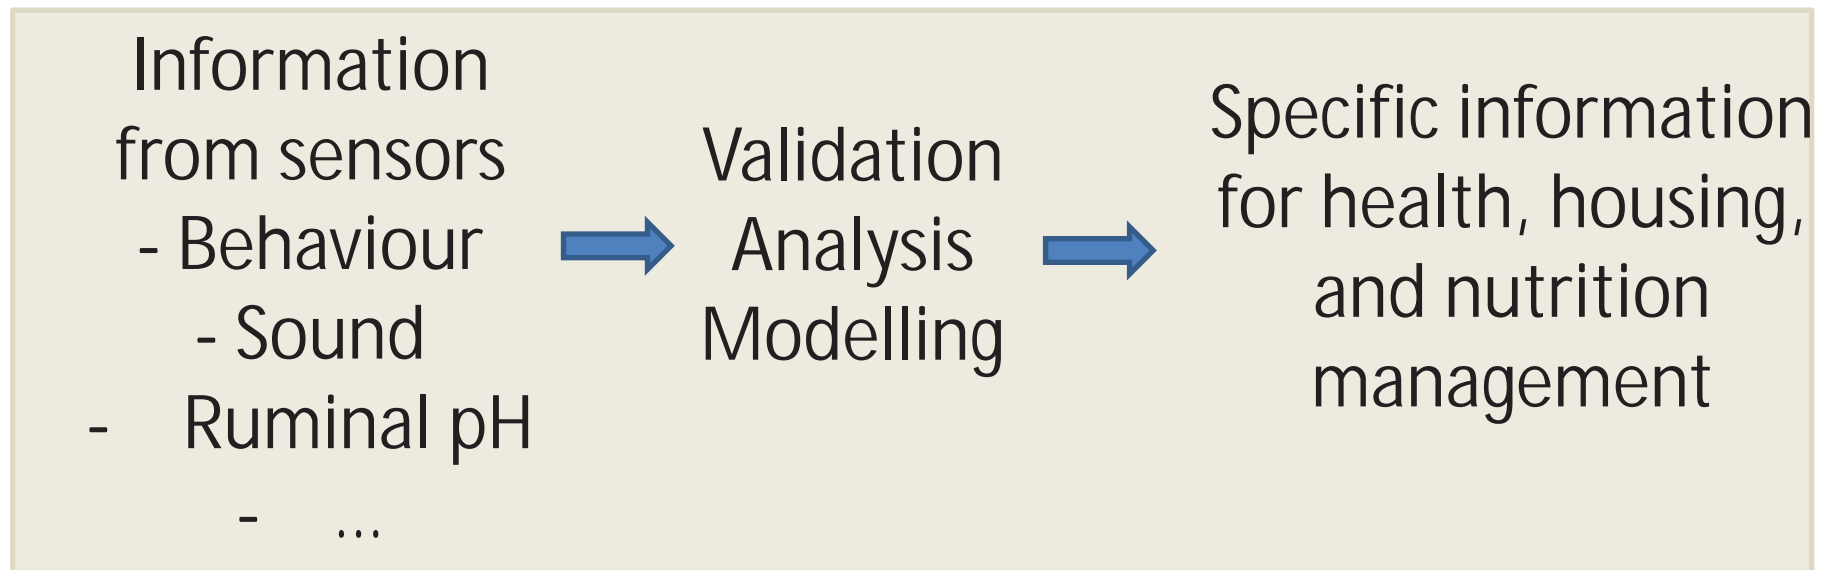 Information
from sensors
- Behaviour
- Sound
- Ruminal pH
- ...
Validation
Analysis
Modelling
Specific information
for health, housing,
and nutrition
management